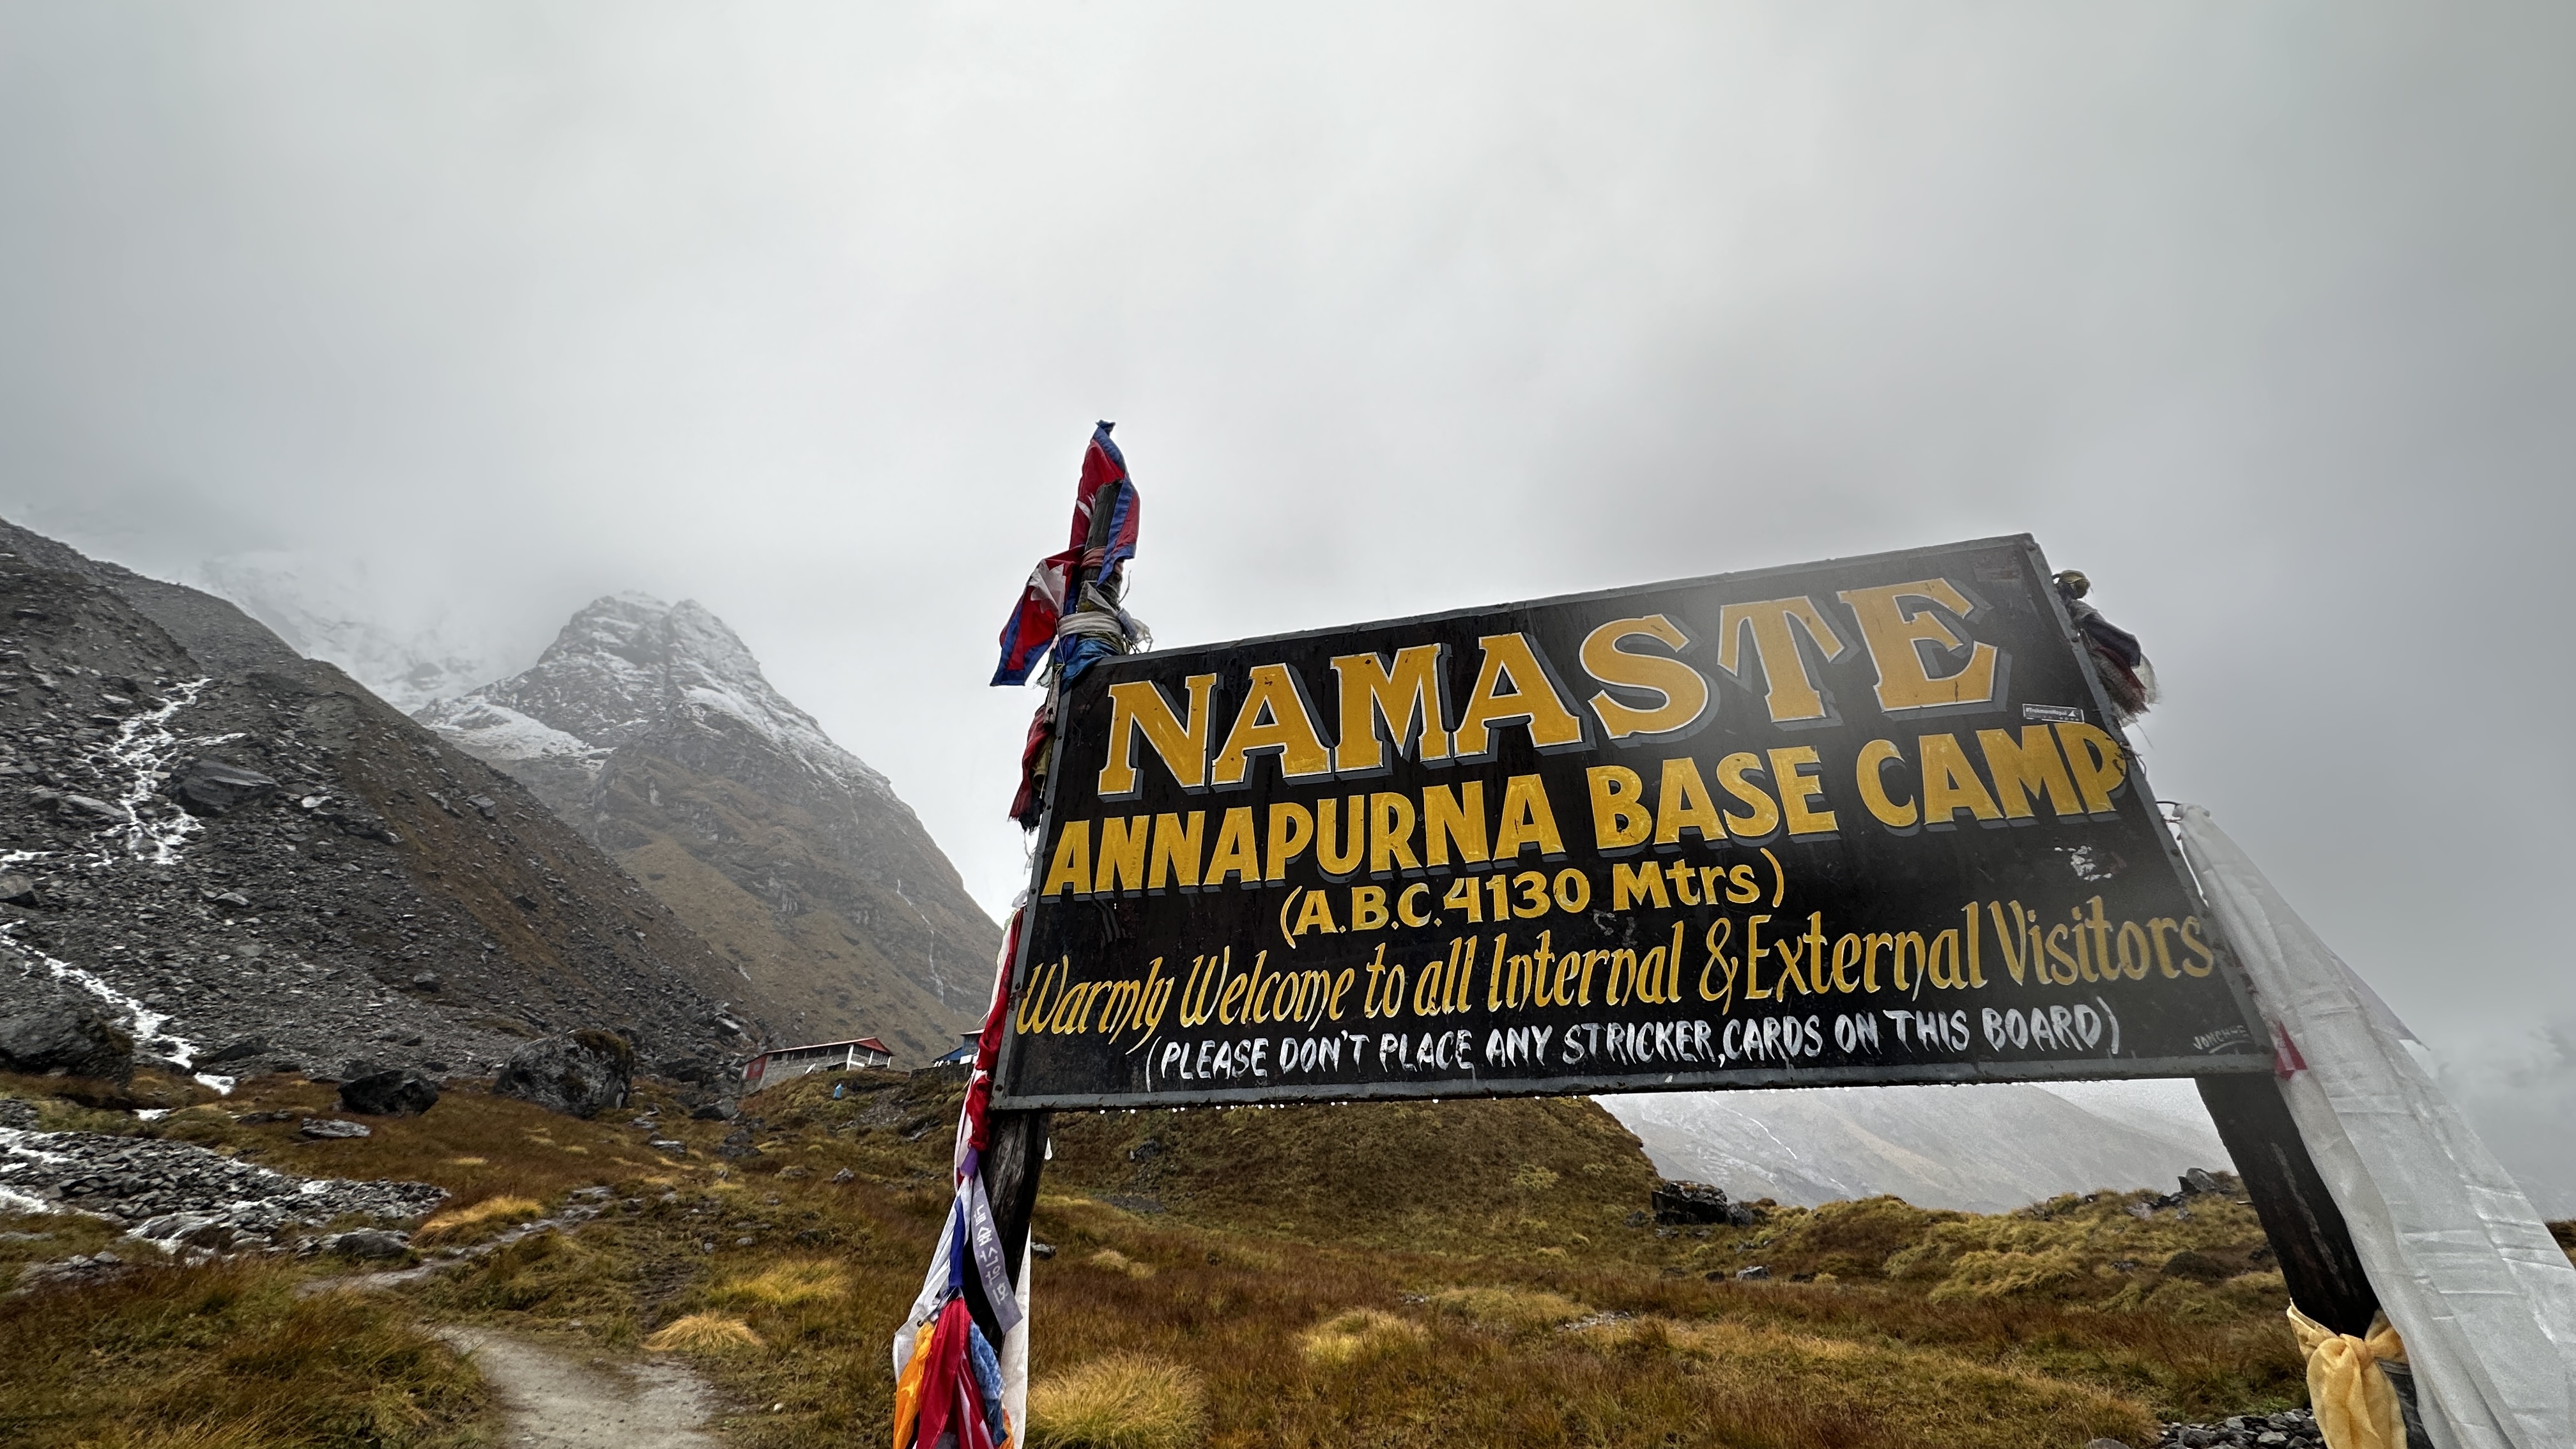 NAMASTE
ANNAPURNA BASE CAMP
(A.B.C.4130 Mtrs)
Warmly Welcome to all Internal & External Visitors
(PLEASE DON'T PLACE ANY STRICKER,CARDS ON THIS BOARD)